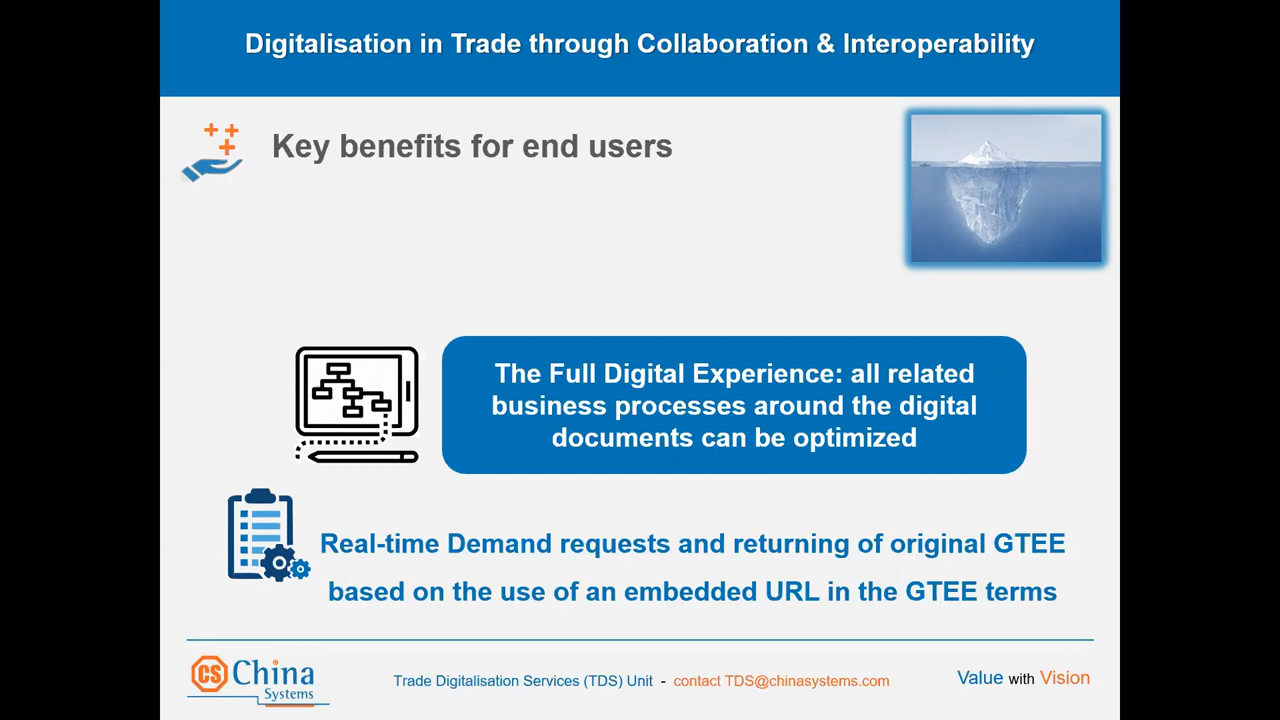 Digitalisation in Trade through Collaboration & Interoperability
Key benefits for end users
The Full Digital Experience: all related
business processes around the digital
documents can be optimized
Real-time Demand requests and returning of original GTEE
based on the use of an embedded URL in the GTEE terms
CS China
Systems
Trade Digitalisation Services (TDS) Unit - contact TDS@chinasystems.com
Value with Vision